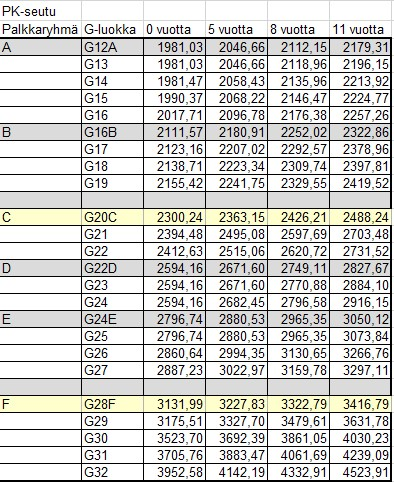 PK-seutu
Palkkaryhmä G-luokka 0 vuotta 5 vuotta 8 vuotta 11 vuotta
A G12A 1981,03 2046,66 2112,15 2179,31
G13 1981,03 2046,66 2118,96 2196,15
G14 1981,47 2058,43 2135,96 2213,92
G15 1990,37 2068,22 2146,47 2224,77
G16 2017,71 2096,78 2176,38 2257,26
B G16B 2111,57 2180,91 2252,02 2322,86
G17 2123,16 2207,02 2292,57 2378,96
G18 2138,71 2223,34 2309,74 2397,81
G19 2155,42 2241,75 2329,55 2419,52
C G20C 2300,24 2363,15 2426,21 2488,24
G21 2394,48 2495,08 2597,69 2703,48
G22 2412,63 2515,06 2620,72 2731,52
D G22D 2594,16 2671,60 2749,11 2827,67
G23 2594,16 2671,60 2770,88 2884,10
G24 2594,16 2682,45 2796,58 2916,15
E G24E 2796,74 2880,53 2965,35 3050,12
G25 2796,74 2880,53 2965,35 3073,84
G26 2860,64 2994,35 3130,65 3266,76
G27 2887,23 3022,97 3159,78 3297,11
F G28F 3131,99 3227,83 3322,79 3416,79
G29 3175,51 3327,70 3479,61 3631,78
G30 3523,70 3692,39 3861,05 4030,23
G31 3705,76 3883,47 4061,69 4239,09
G32 3952,58 4142,19 4332,91 4523,91